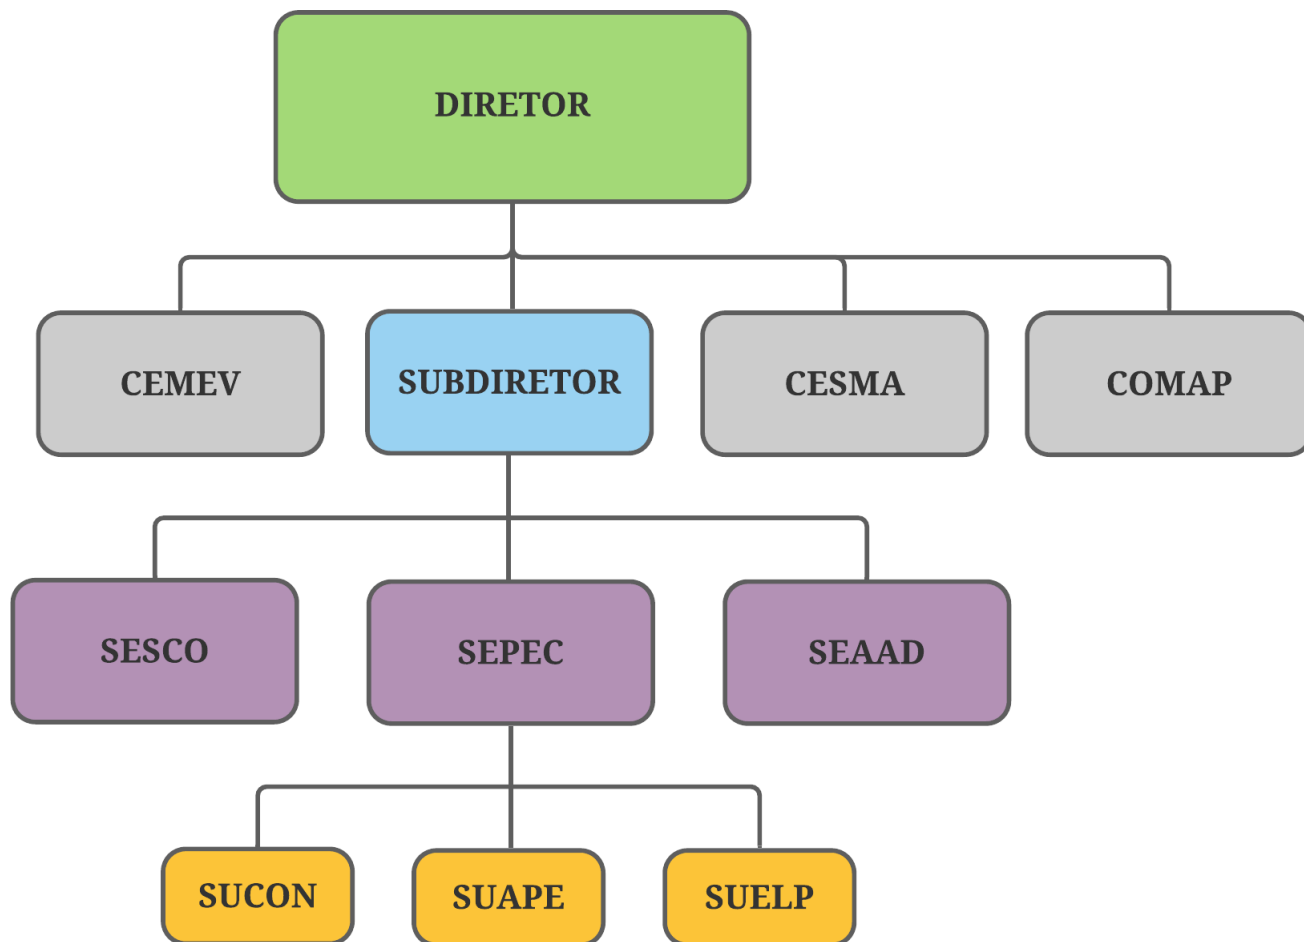 DIRETOR
CEMEV
SUBDIRETOR
CESMA
COMAP
SESCO
SEPEC
SEAAD
SUCON
SUAPE
SUELP